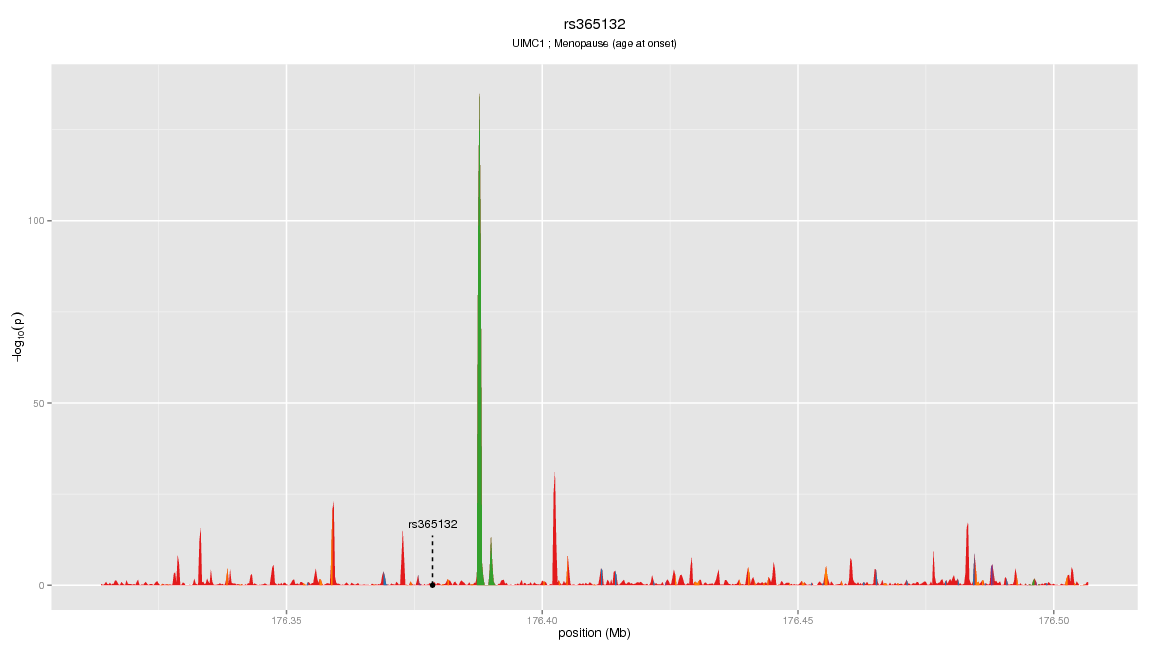 rs365132
UIMC1 ; Menopause (age at onset)
100
50
0
−log10(p)
rs365132
176.35 176.40 176.45 176.50
position (Mb)